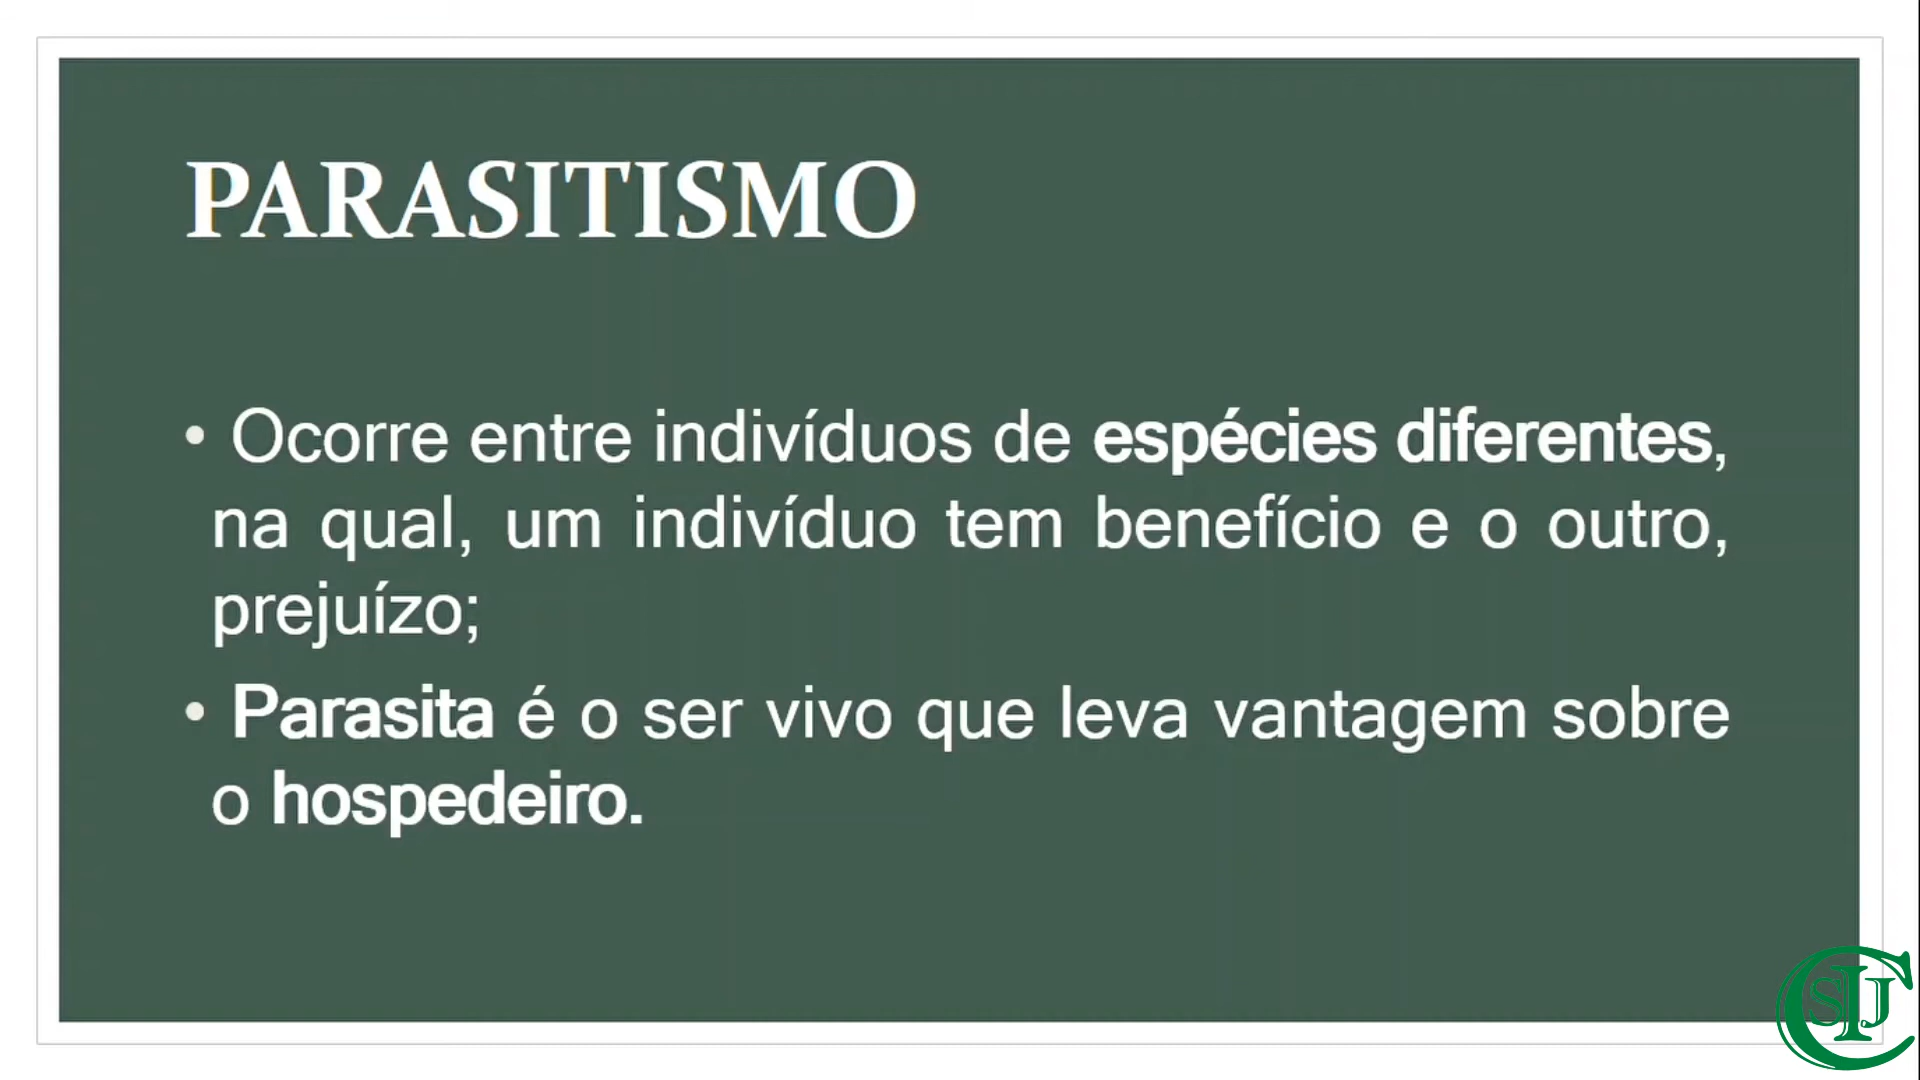 PARASITISMO
• Ocorre entre indivíduos de espécies diferentes,
na qual, um indivíduo tem benefício e o outro,
prejuízo;
• Parasita é o ser vivo que leva vantagem sobre
o hospedeiro.
CSIJ